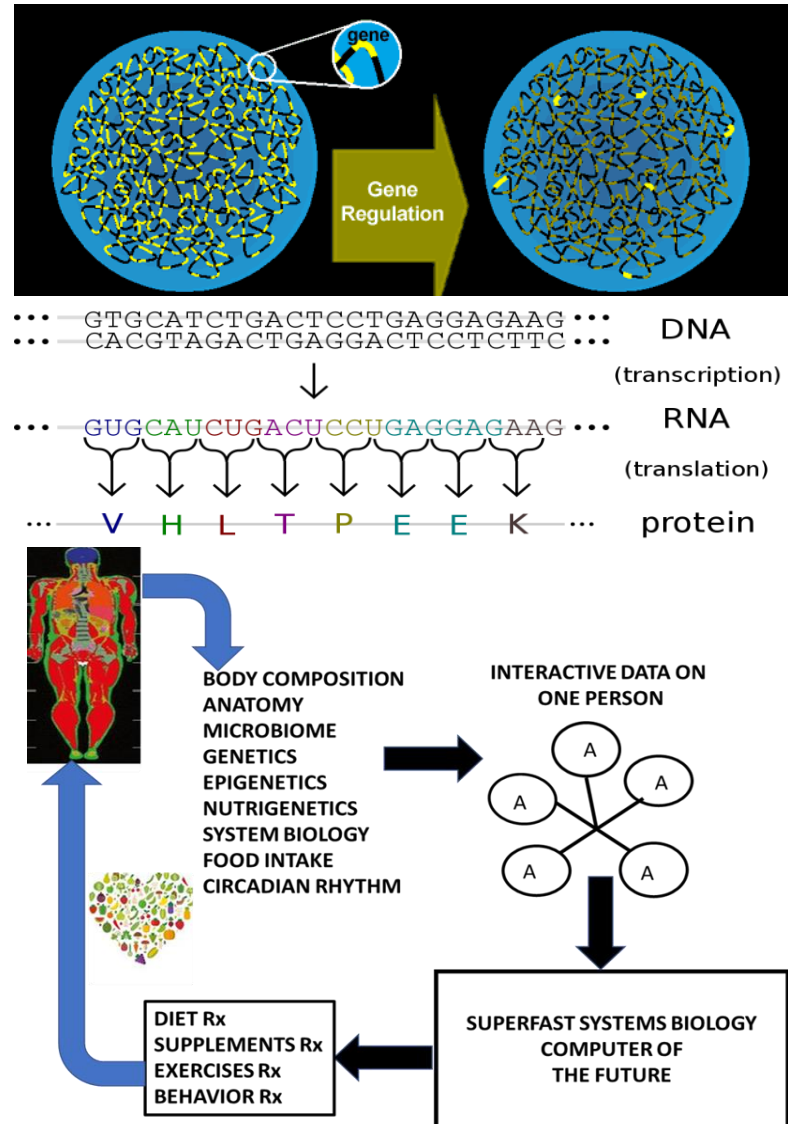 gene
Gene
Regulation
••• GTGCATCTGACTCCTGAGGAGAAG ••• DNA
••• CACGTAGACTGAGGACTCCTCTTC •••
(transcription)
••• GUGCAUCUGACUCCUGAGGAGAAG ••• RNA
(translation)
... V H L T P E E K ... protein
BODY COMPOSITION
ANATOMY
MICROBIOME
GENETICS
EPIGENETICS
NUTRIGENETICS
SYSTEM BIOLOGY
FOOD INTAKE
CIRCADIAN RHYTHM
INTERACTIVE DATA ON
ONE PERSON
A
A
A
A
A
SUPERFAST SYSTEMS BIOLOGY
COMPUTER OF
THE FUTURE
DIET Rx
SUPPLEMENTS Rx
EXERCISES Rx
BEHAVIOR Rx